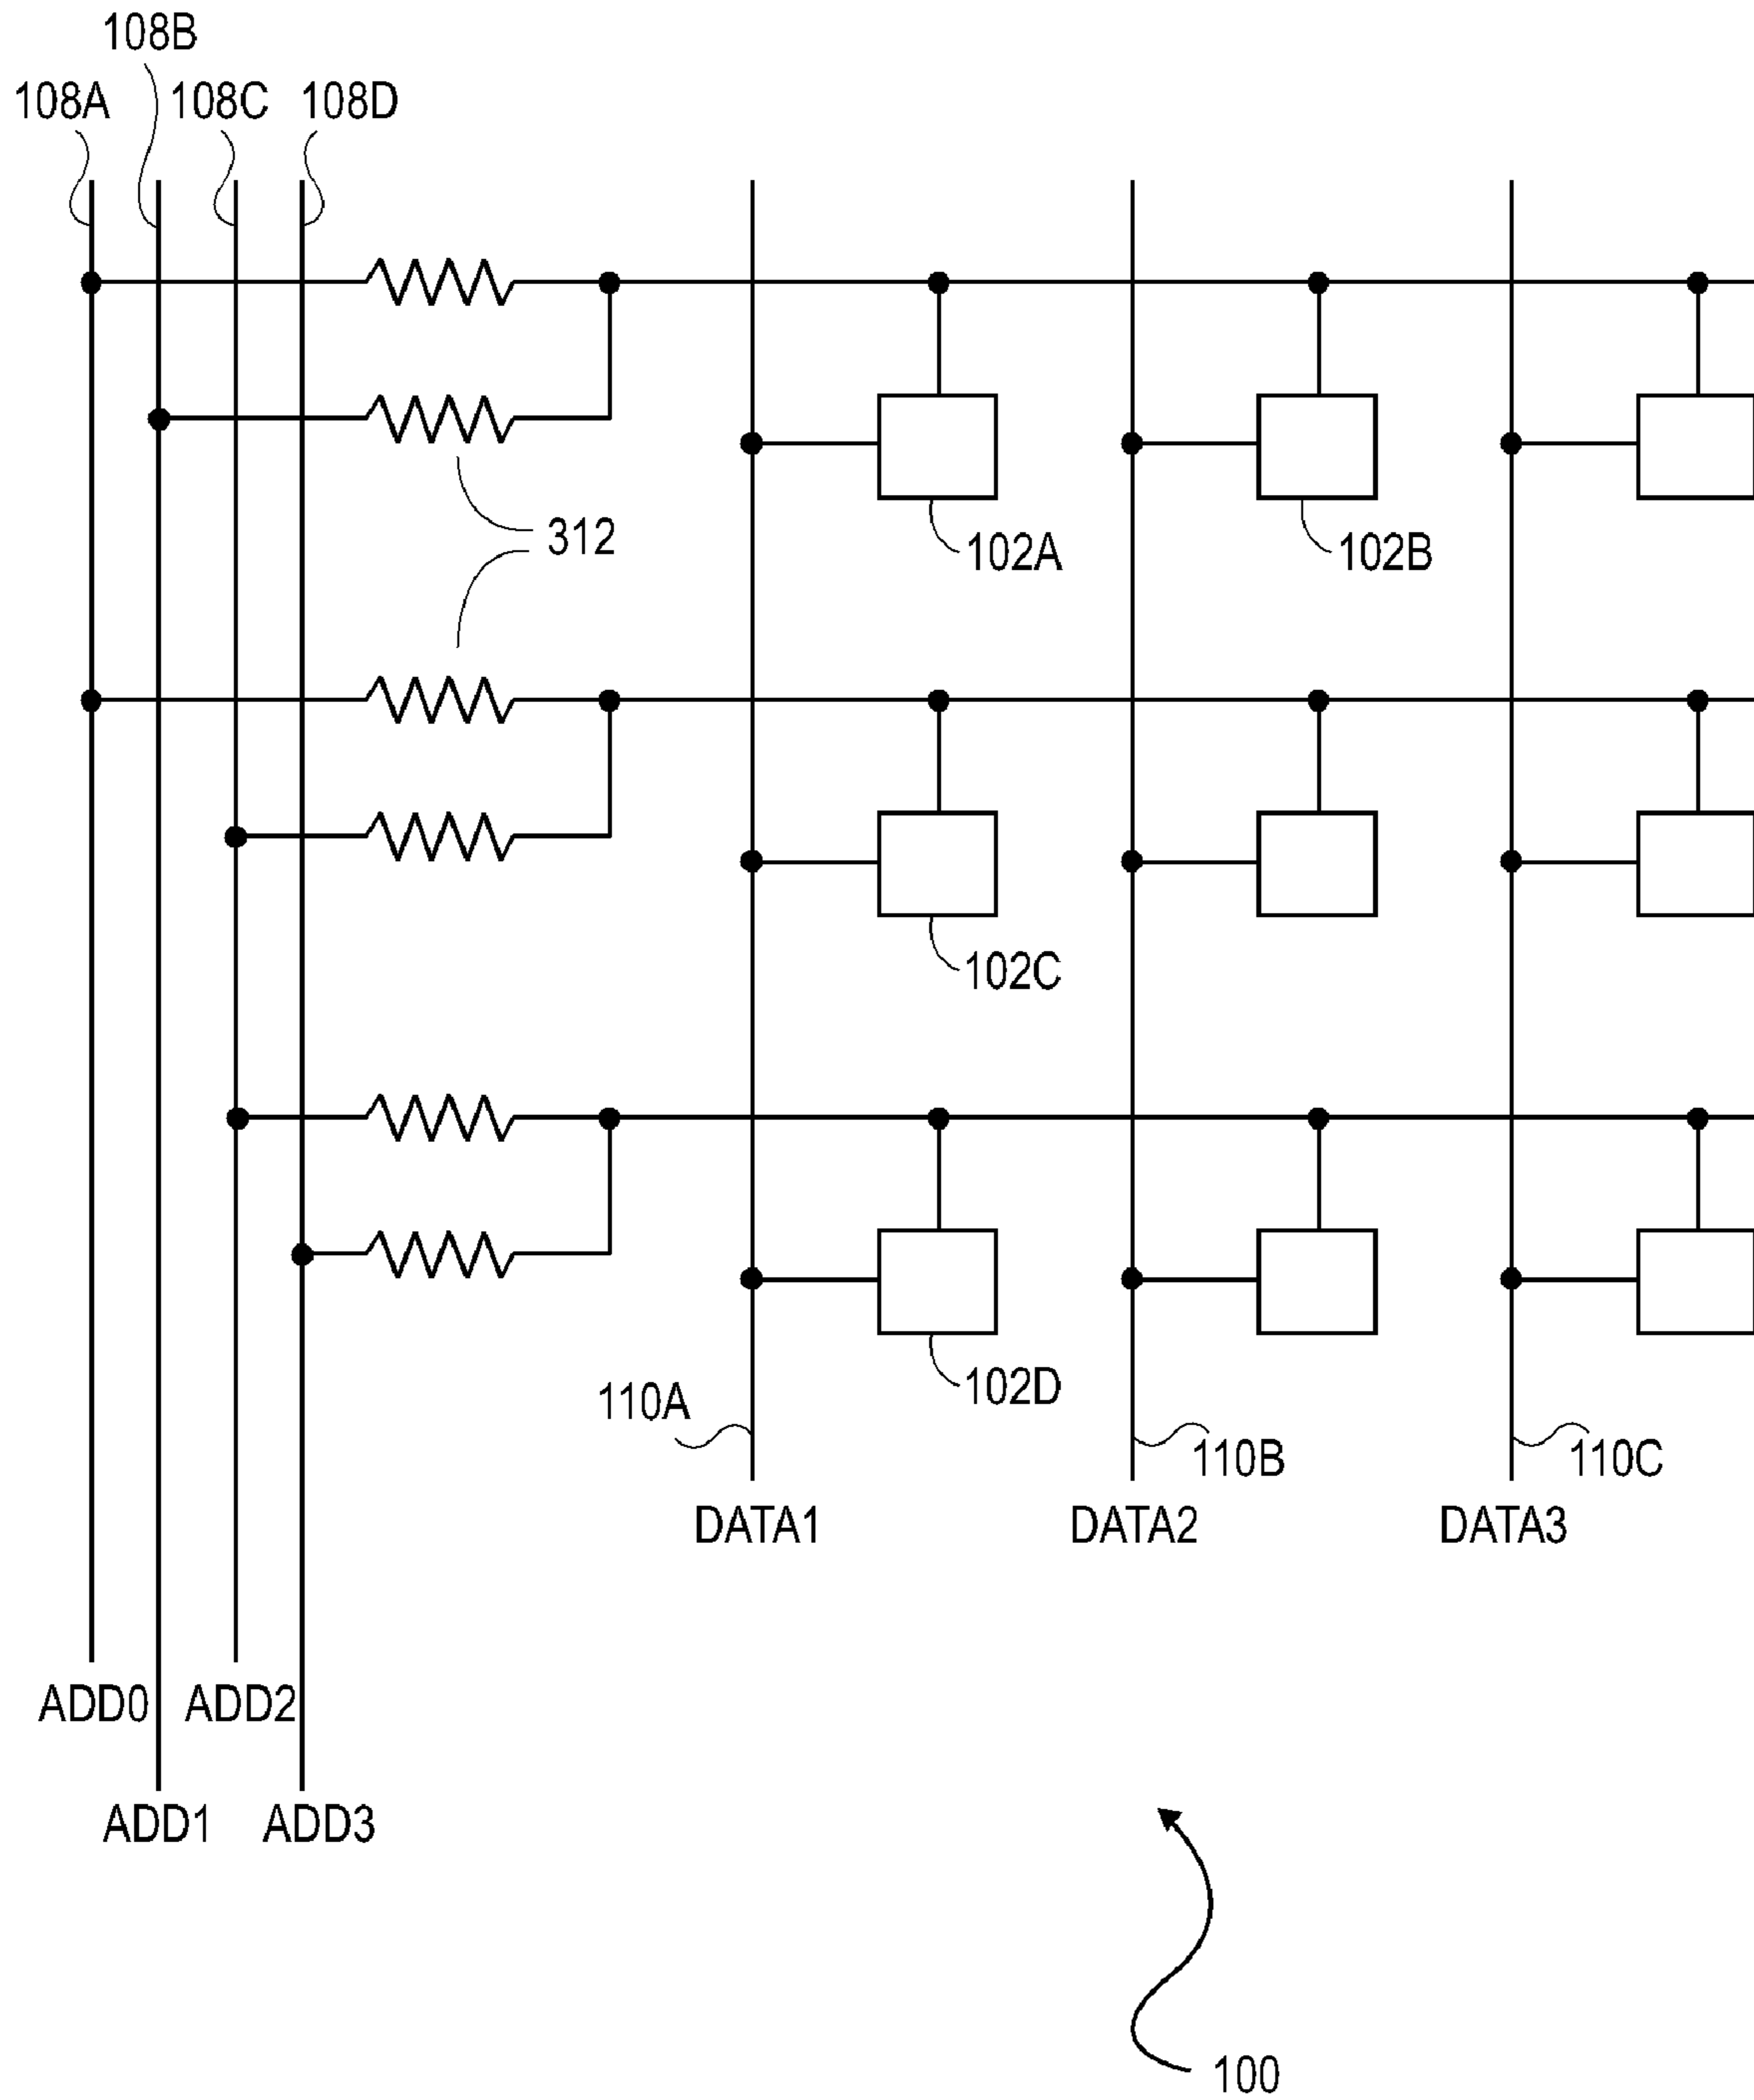 108B
108A 108C 108D
312
102A 102B
102C
102D
110A
110B 110C
DATA1 DATA2 DATA3
ADD0 ADD2
ADD1 ADD3
100